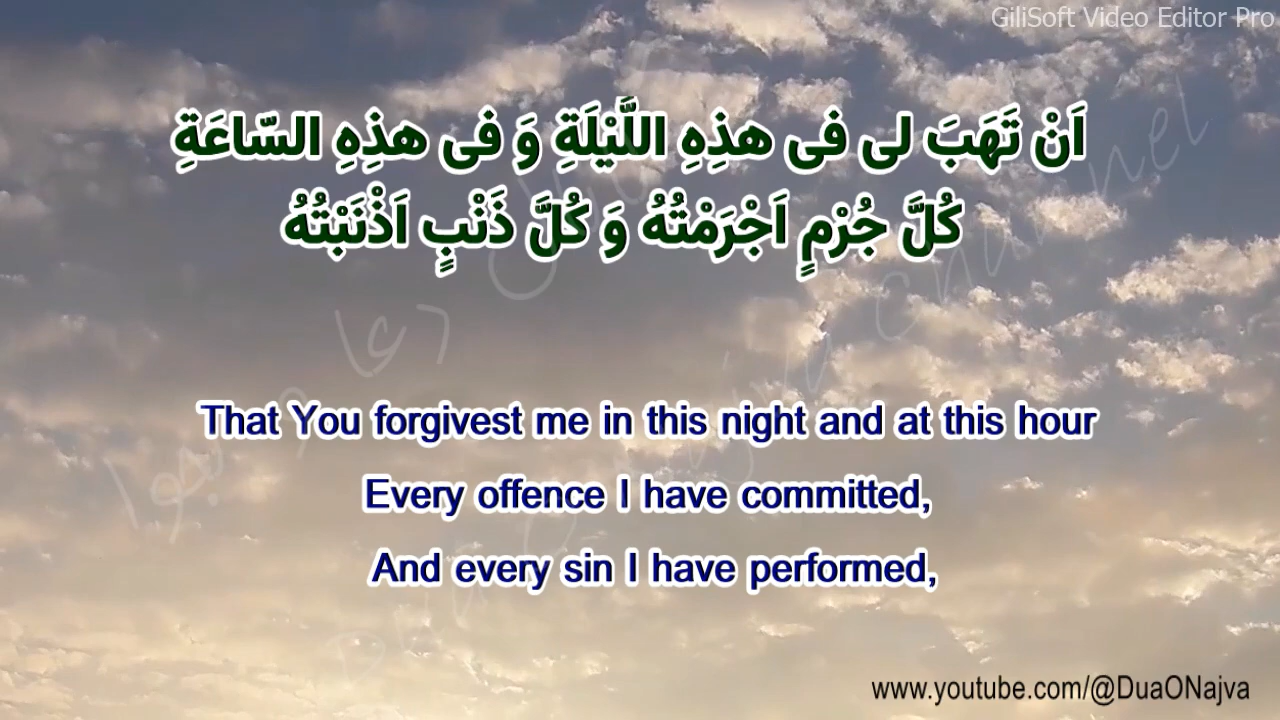 GiliSoft Video Editor Pro
اَنْ تَهَبَ لى فى هذِهِ اللَّيْلَةِ وَ فى هذِهِ السّاعَةِ
كُلَّ جُرْمٍ اَجْرَمْتُهُ وَ كُلَّ ذَنْبٍ اَذْنَبْتُهُ
That You forgivest me in this night and at this hour
Every offence I have committed,
And every sin I have performed,
www.youtube.com/@DuaONajva